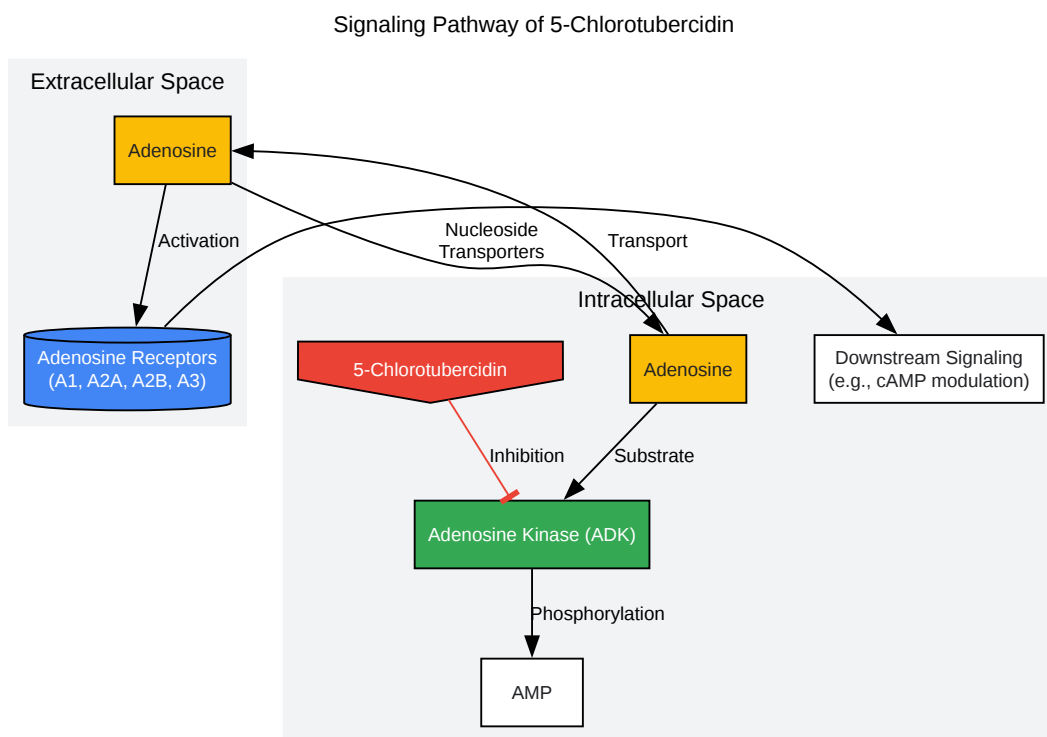 Signaling Pathway of 5-Chlorotubercidin
Extracellular Space
Adenosine
Activation
Nucleoside
Transporters
Transport
Adenosine Receptors
(A1, A2A, A2B, A3)
Intracellular Space
5-Chlorotubercidin
Adenosine
Downstream Signaling
(e.g., cAMP modulation)
Inhibition
Substrate
Adenosine Kinase (ADK)
Phosphorylation
AMP